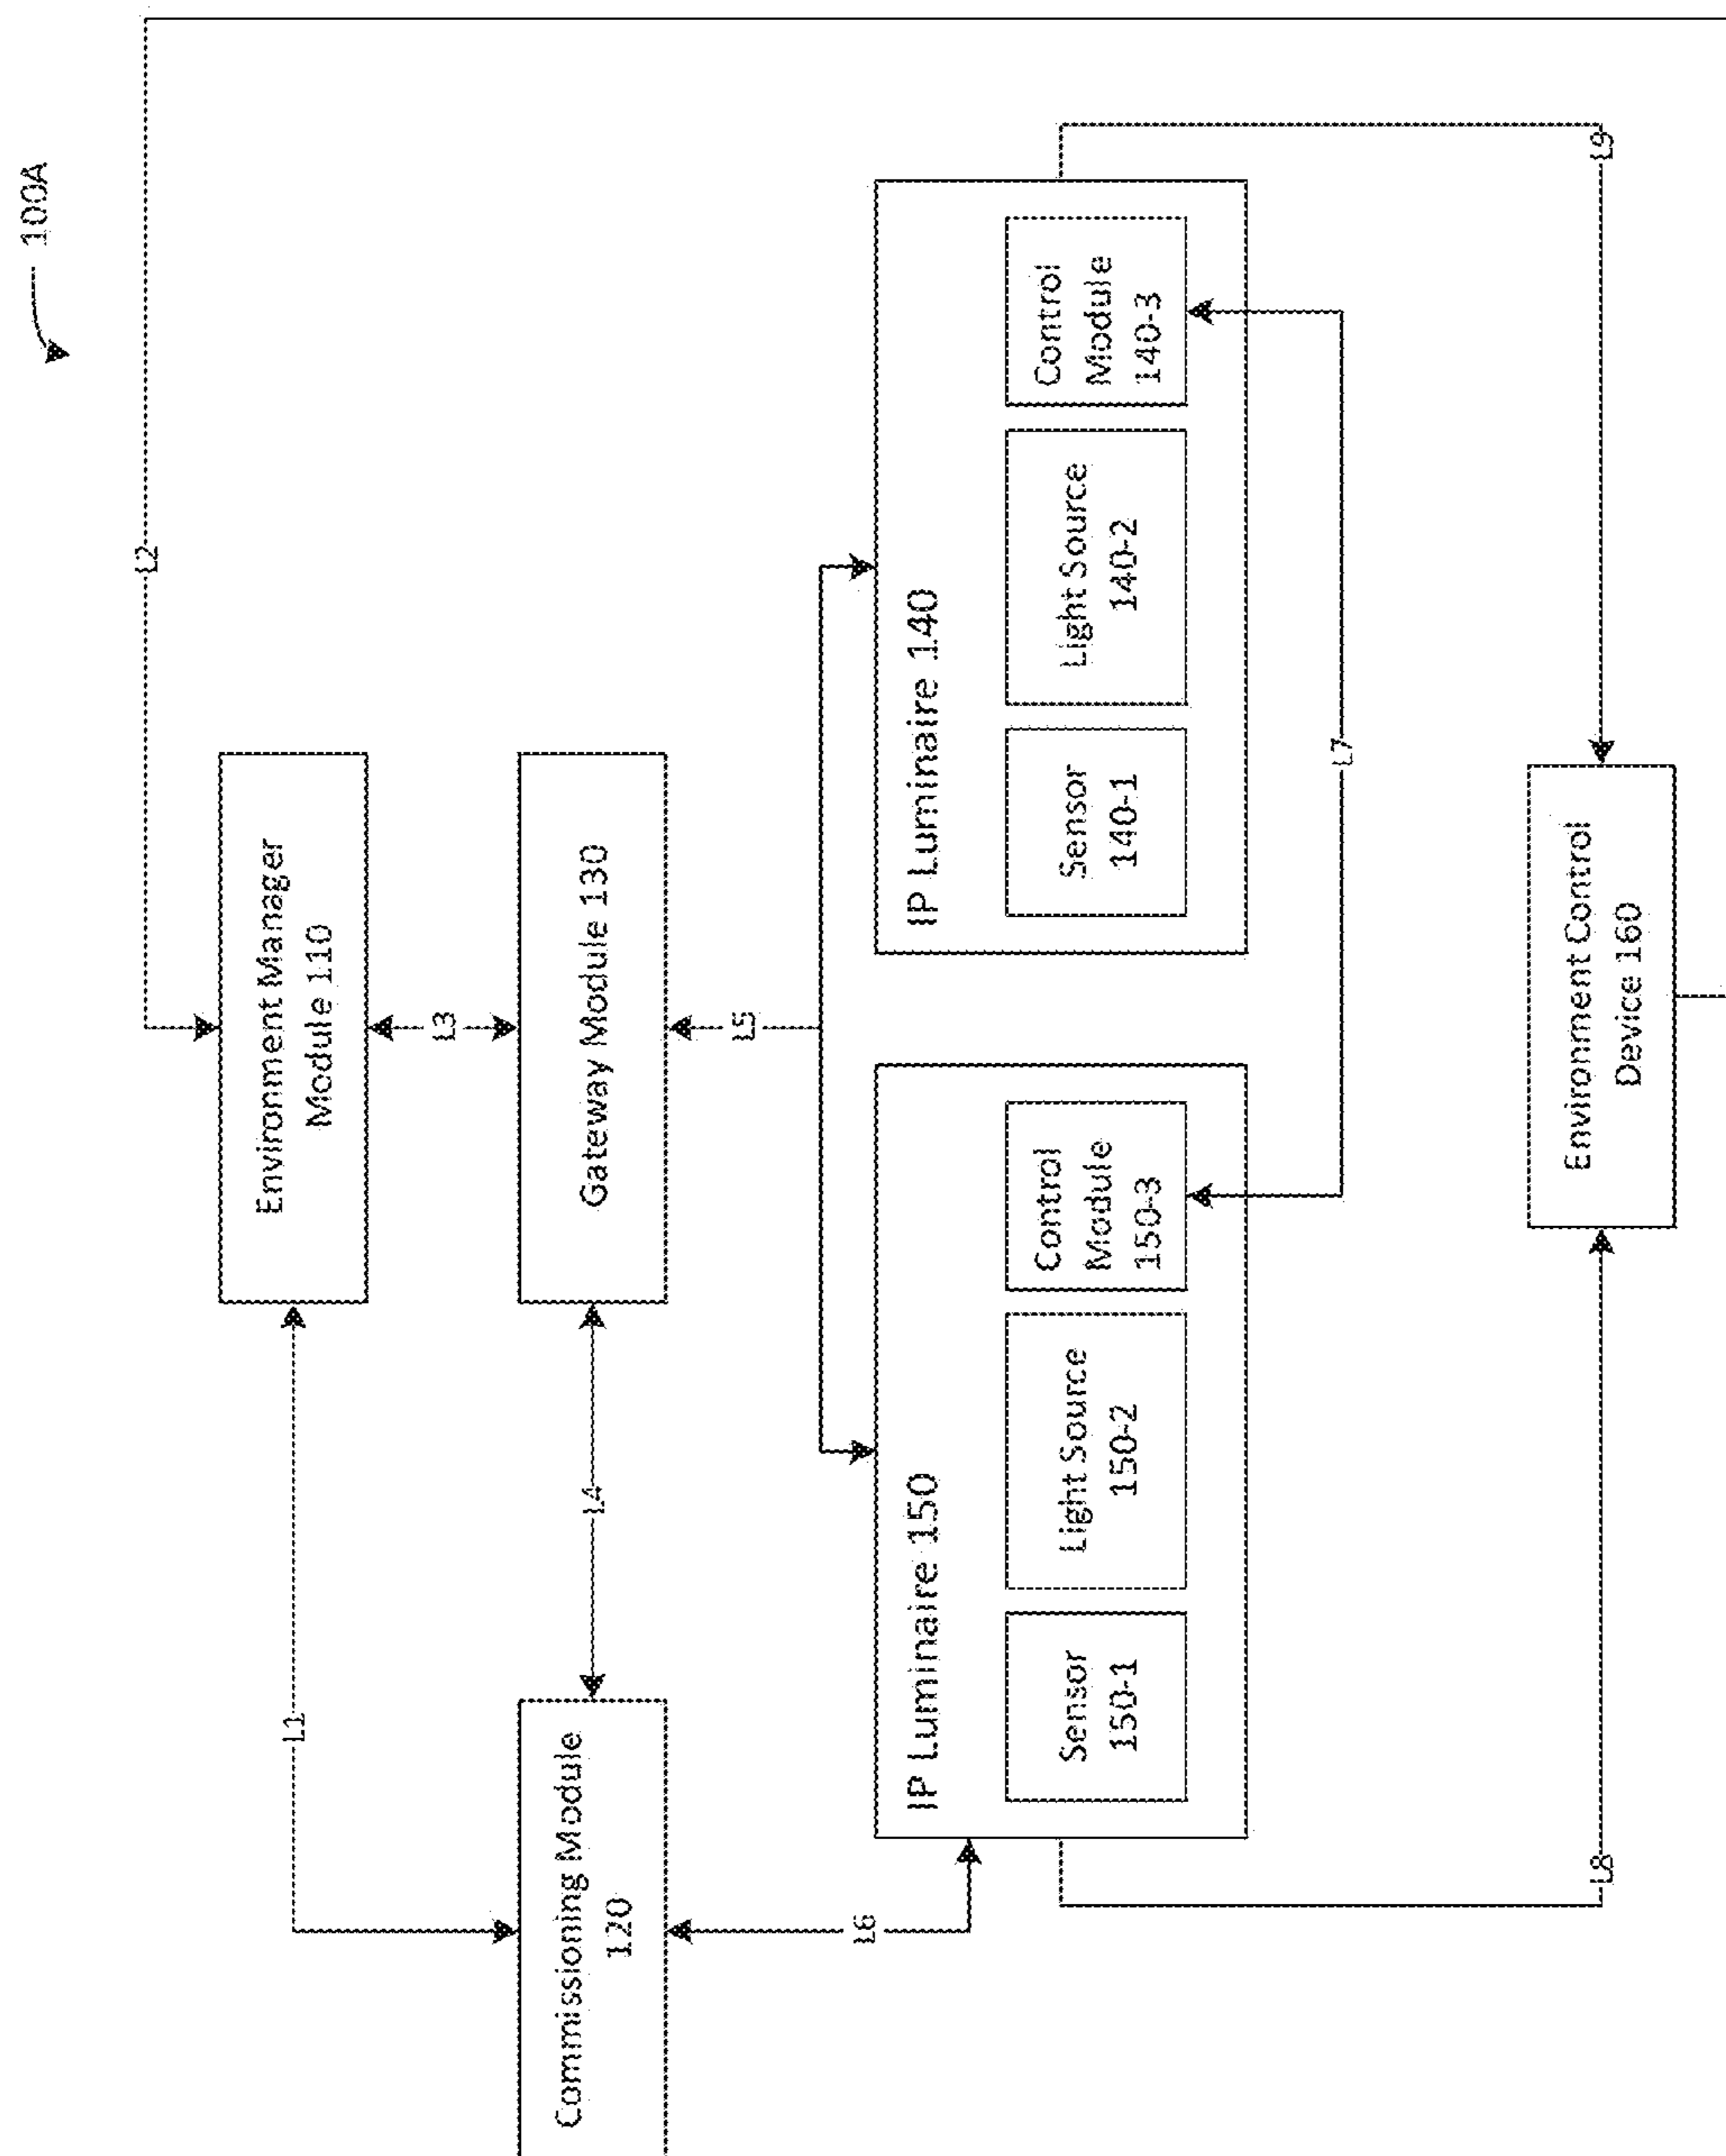 100A
L2
Environment Manager
Module 110
L1
L3
Commissioning Module
120
L4
Gateway Module 130
L6
L5
IP Luminaire 150
Sensor
150-1
Light Source
150-2
Control
Module
150-3
IP Luminaire 140
Sensor
140-1
Light Source
140-2
Control
Module
140-3
L7
L8
Environment Control
Device 160
L9